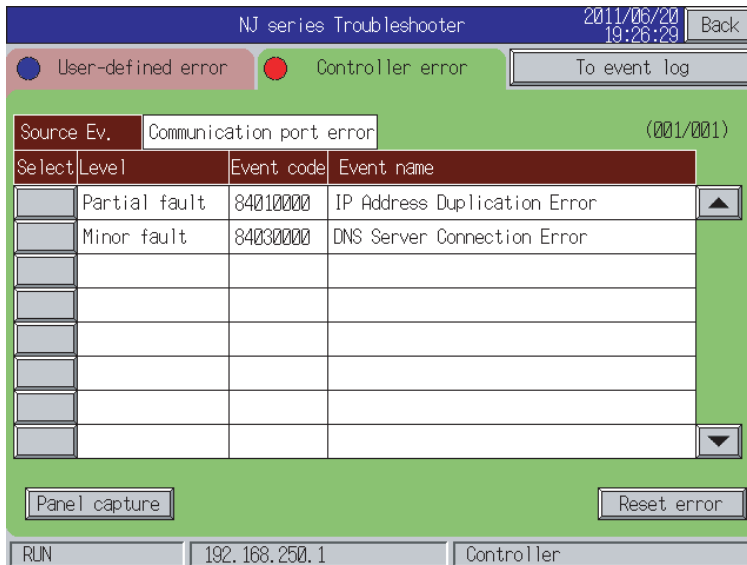 NJ series Troubleshooter 2011/06/20 19:26:29 Back
User-defined error Controller error To event log
Source Ev. Communication port error (001/001)
Select Level Event code Event name
Partial fault 84010000 IP Address Duplication Error
Minor fault 84030000 DNS Server Connection Error
Panel capture Reset error
RUN 192.168.250.1 Controller